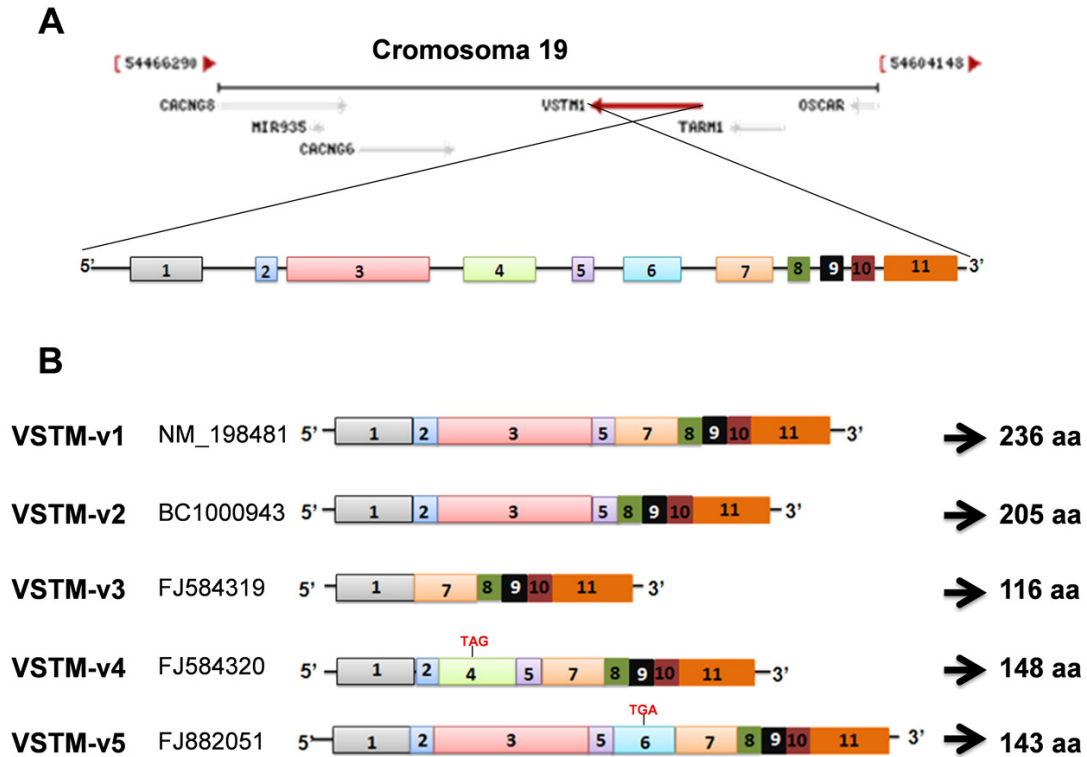 A
Cromosoma 19
[ 54466290
[ 54604148
CACNG8
VSTM1
OSCAR
MIR935
TARM1
CACNG6
5’
1
2
3
4
5
6
7
8
9
10
11
3’
B
VSTM-v1 NM_198481 5’ 1 2 3 5 7 8 9 10 11 3’ 236 aa
VSTM-v2 BC1000943 5’ 1 2 3 5 8 9 10 11 3’ 205 aa
VSTM-v3 FJ584319 5’ 1 7 8 9 10 11 3’ 116 aa
TAG
VSTM-v4 FJ584320 5’ 1 2 4 5 7 8 9 10 11 3’ 148 aa
TGA
VSTM-v5 FJ882051 5’ 1 2 3 5 6 7 8 9 10 11 3’ 143 aa